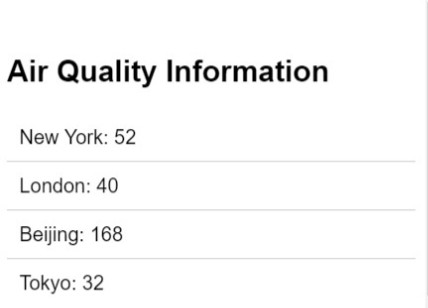 Air Quality Information
New York: 52
London: 40
Beijing: 168
Tokyo: 32